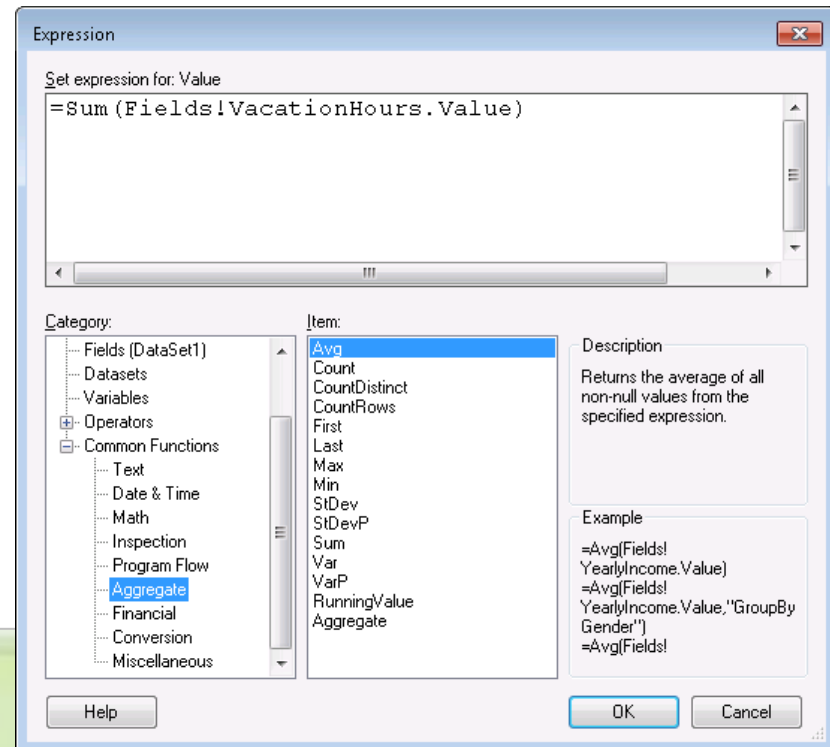 Expression
Set expression for: Value
=Sum(Fields!VacationHours.Value)
Category:
Fields (DataSet1)
Datasets
Variables
Operators
Common Functions
Text
Date & Time
Math
Inspection
Program Flow
Aggregate
Financial
Conversion
Miscellaneous
Item:
Avg
Count
CountDistinct
CountRows
First
Last
Max
Min
StDev
StDevP
Sum
Var
VarP
RunningValue
Aggregate
Description
Returns the average of all
non-null values from the
specified expression.
Example
=Avg(Fields!
YearlyIncome.Value)
=Avg(Fields!
YearlyIncome.Value,"GroupBy
Gender")
=Avg(Fields!
Help
OK
Cancel